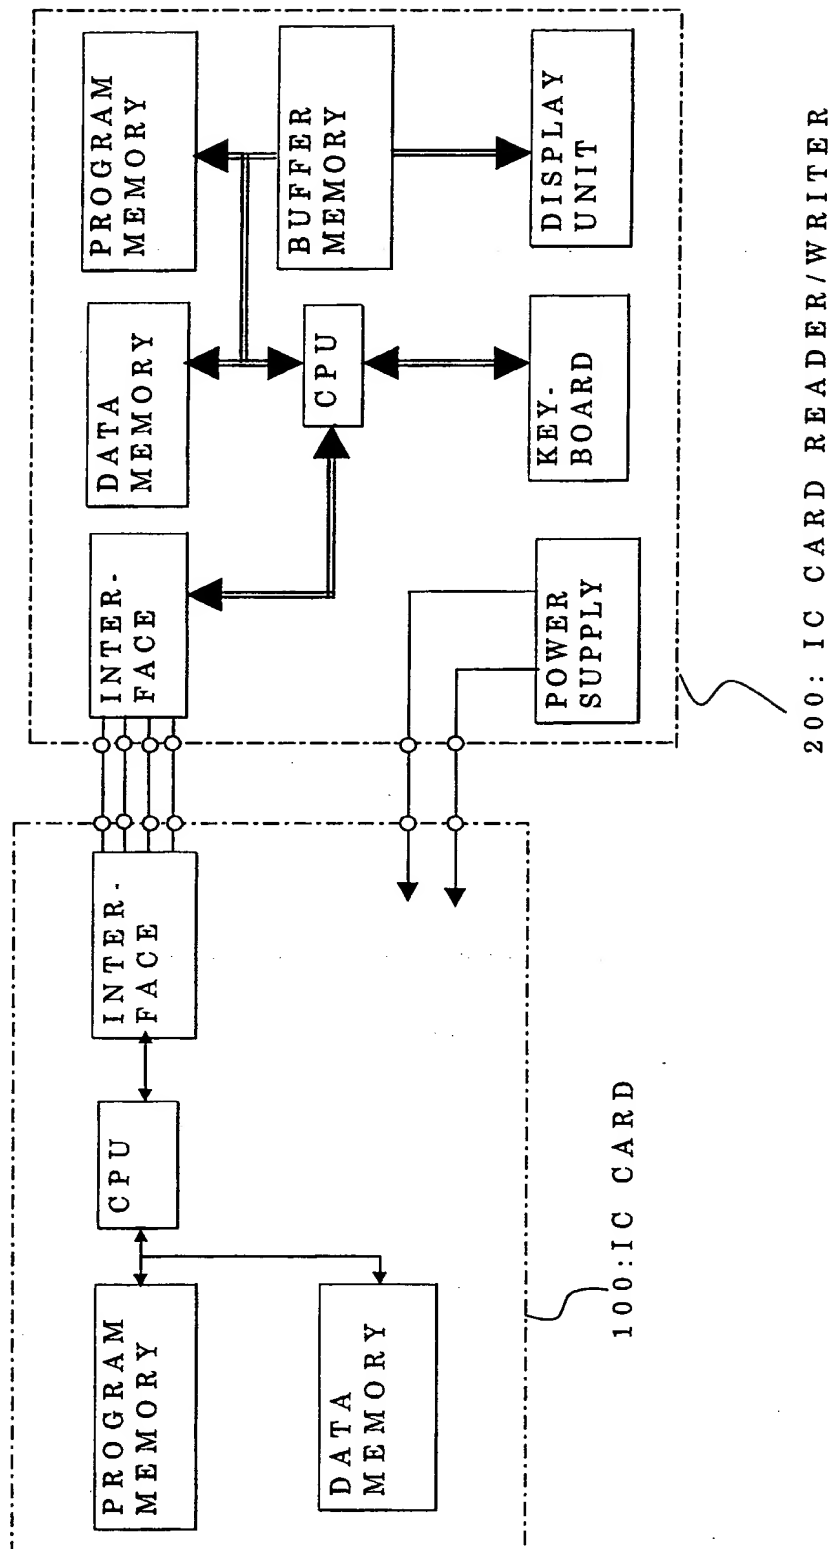 PROGRAM
MEMORY
DATA
MEMORY
CPU
INTER-
FACE
100:IC CARD
INTER-
FACE
DATA
MEMORY
PROGRAM
MEMORY
CPU
BUFFER
MEMORY
POWER
SUPPLY
KEY-
BOARD
DISPLAY
UNIT
200: IC CARD READER/WRITER